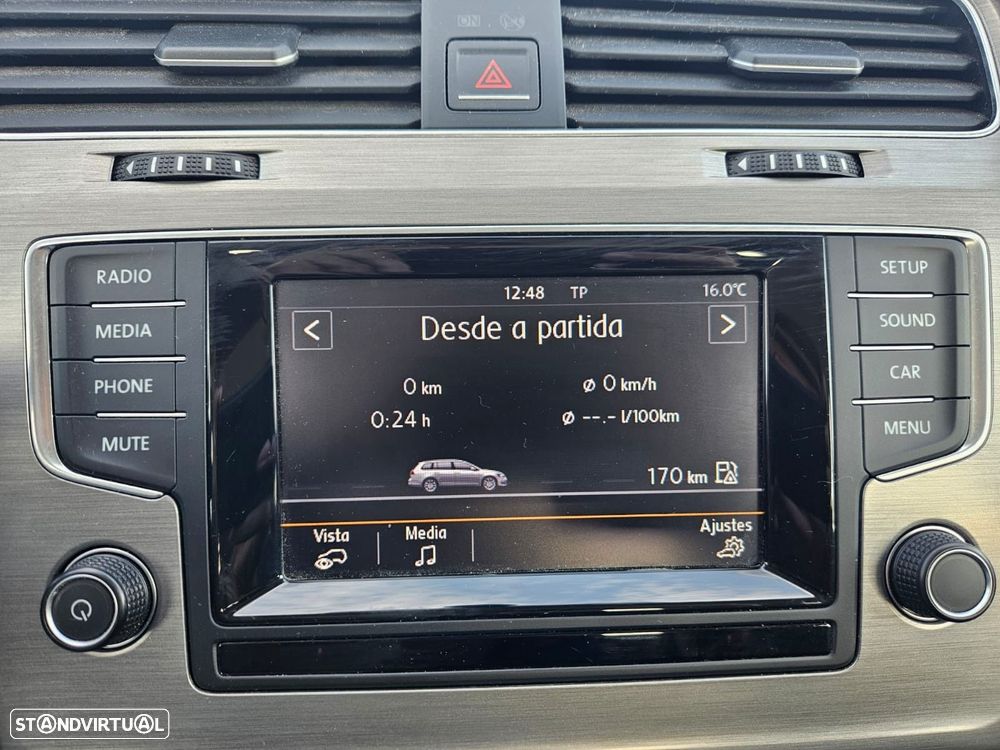 ON
RADIO
MEDIA
PHONE
MUTE
12:48 TP 16.0°C
< Desde a partida >
0 km ø 0 km/h
0:24 h ø --.- l/100km
170 km
Vista Media Ajustes
SETUP
SOUND
CAR
MENU
STANDVIRTUAL